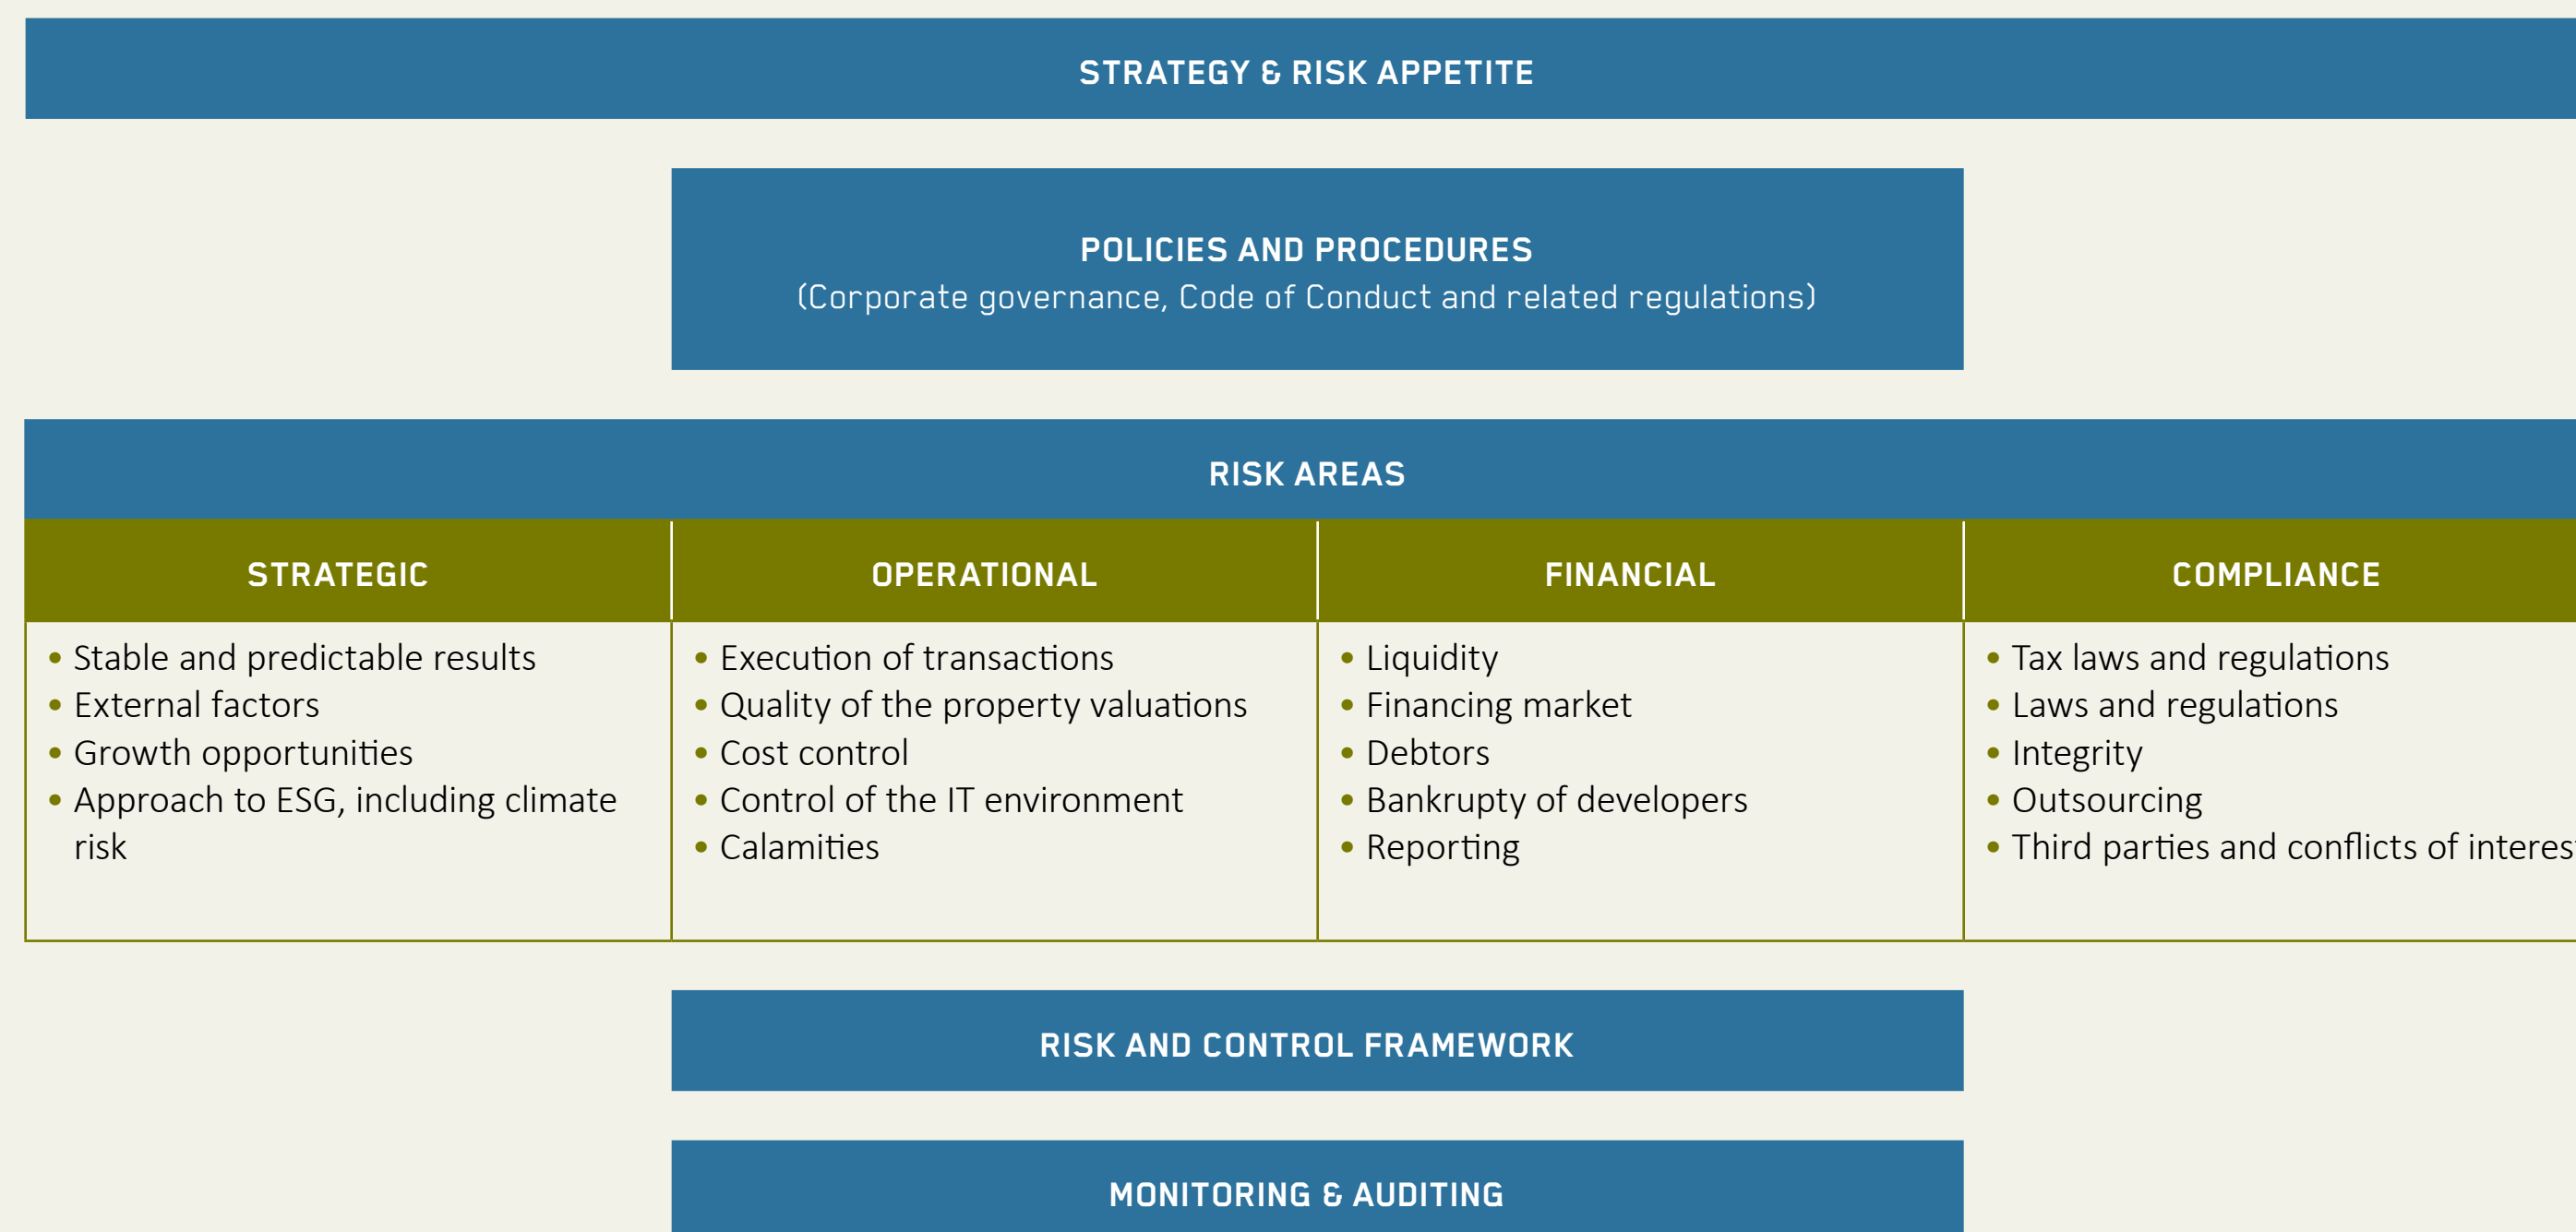 STRATEGY & RISK APPETITE
POLICIES AND PROCEDURES
(Corporate governance, Code of Conduct and related regulations)
RISK AREAS
STRATEGIC
• Stable and predictable results
• External factors
• Growth opportunities
• Approach to ESG, including climate
risk
OPERATIONAL
• Execution of transactions
• Quality of the property valuations
• Cost control
• Control of the IT environment
• Calamities
FINANCIAL
• Liquidity
• Financing market
• Debtors
• Bankrupty of developers
• Reporting
COMPLIANCE
• Tax laws and regulations
• Laws and regulations
• Integrity
• Outsourcing
• Third parties and conflicts of interest
RISK AND CONTROL FRAMEWORK
MONITORING & AUDITING